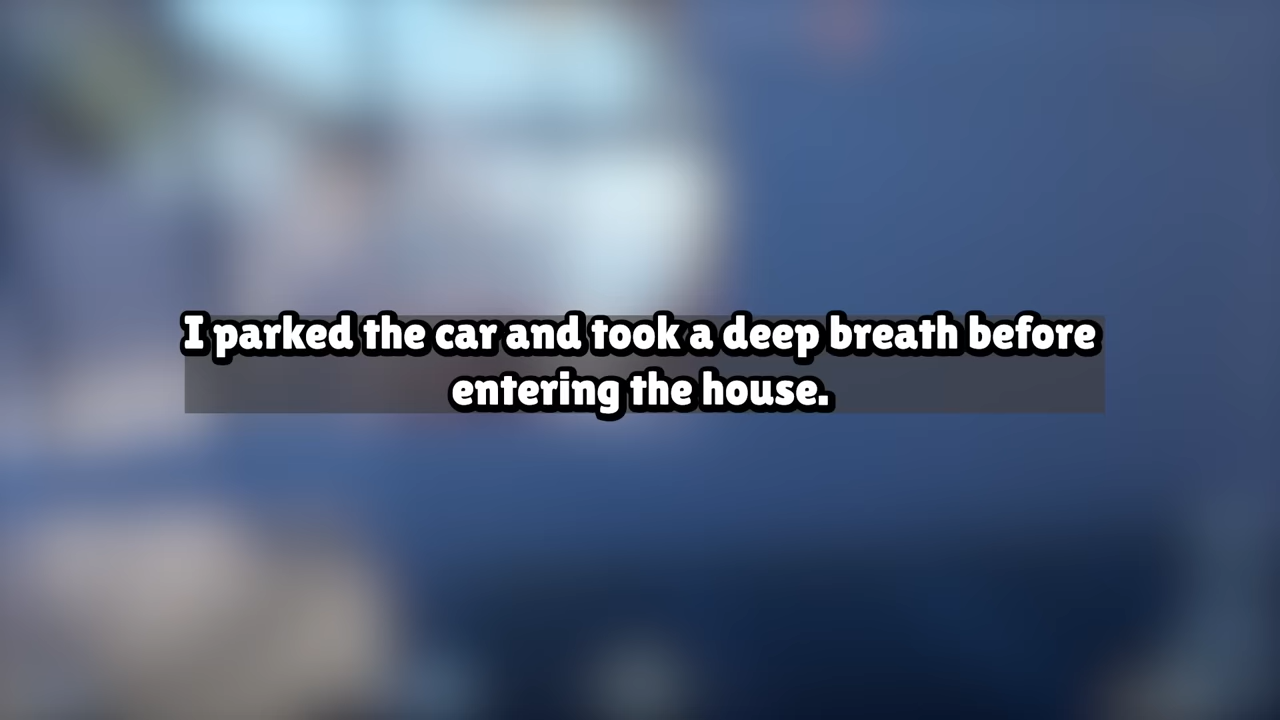 I parked the car and took a deep breath before
entering the house.